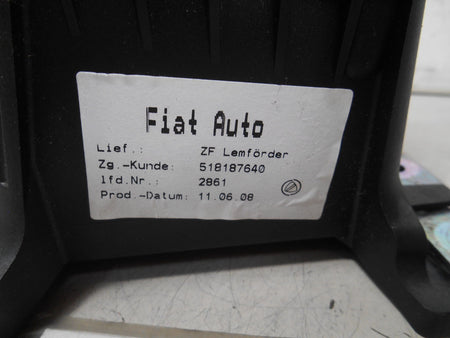 Fiat Auto
Lief.: ZF Lemförder
Zg.-Kunde: 518187640
lfd.Nr.: 2861
Prod.-Datum: 11.06.08